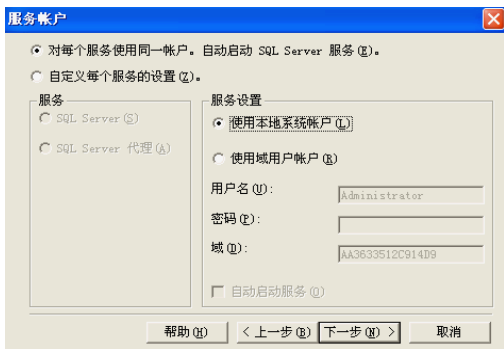 服务帐户
对每个服务使用同一帐户。自动启动 SQL Server 服务(E)。
自定义每个服务的设置(Z)。
服务
SQL Server(S)
SQL Server 代理(A)
服务设置
使用本地系统帐户(L)
使用域用户帐户(R)
用户名(U):
Administrator
密码(P):
域(D):
AA3633512C914D9
自动启动服务(O)
帮助(H)
< 上一步(B)
下一步(N) >
取消